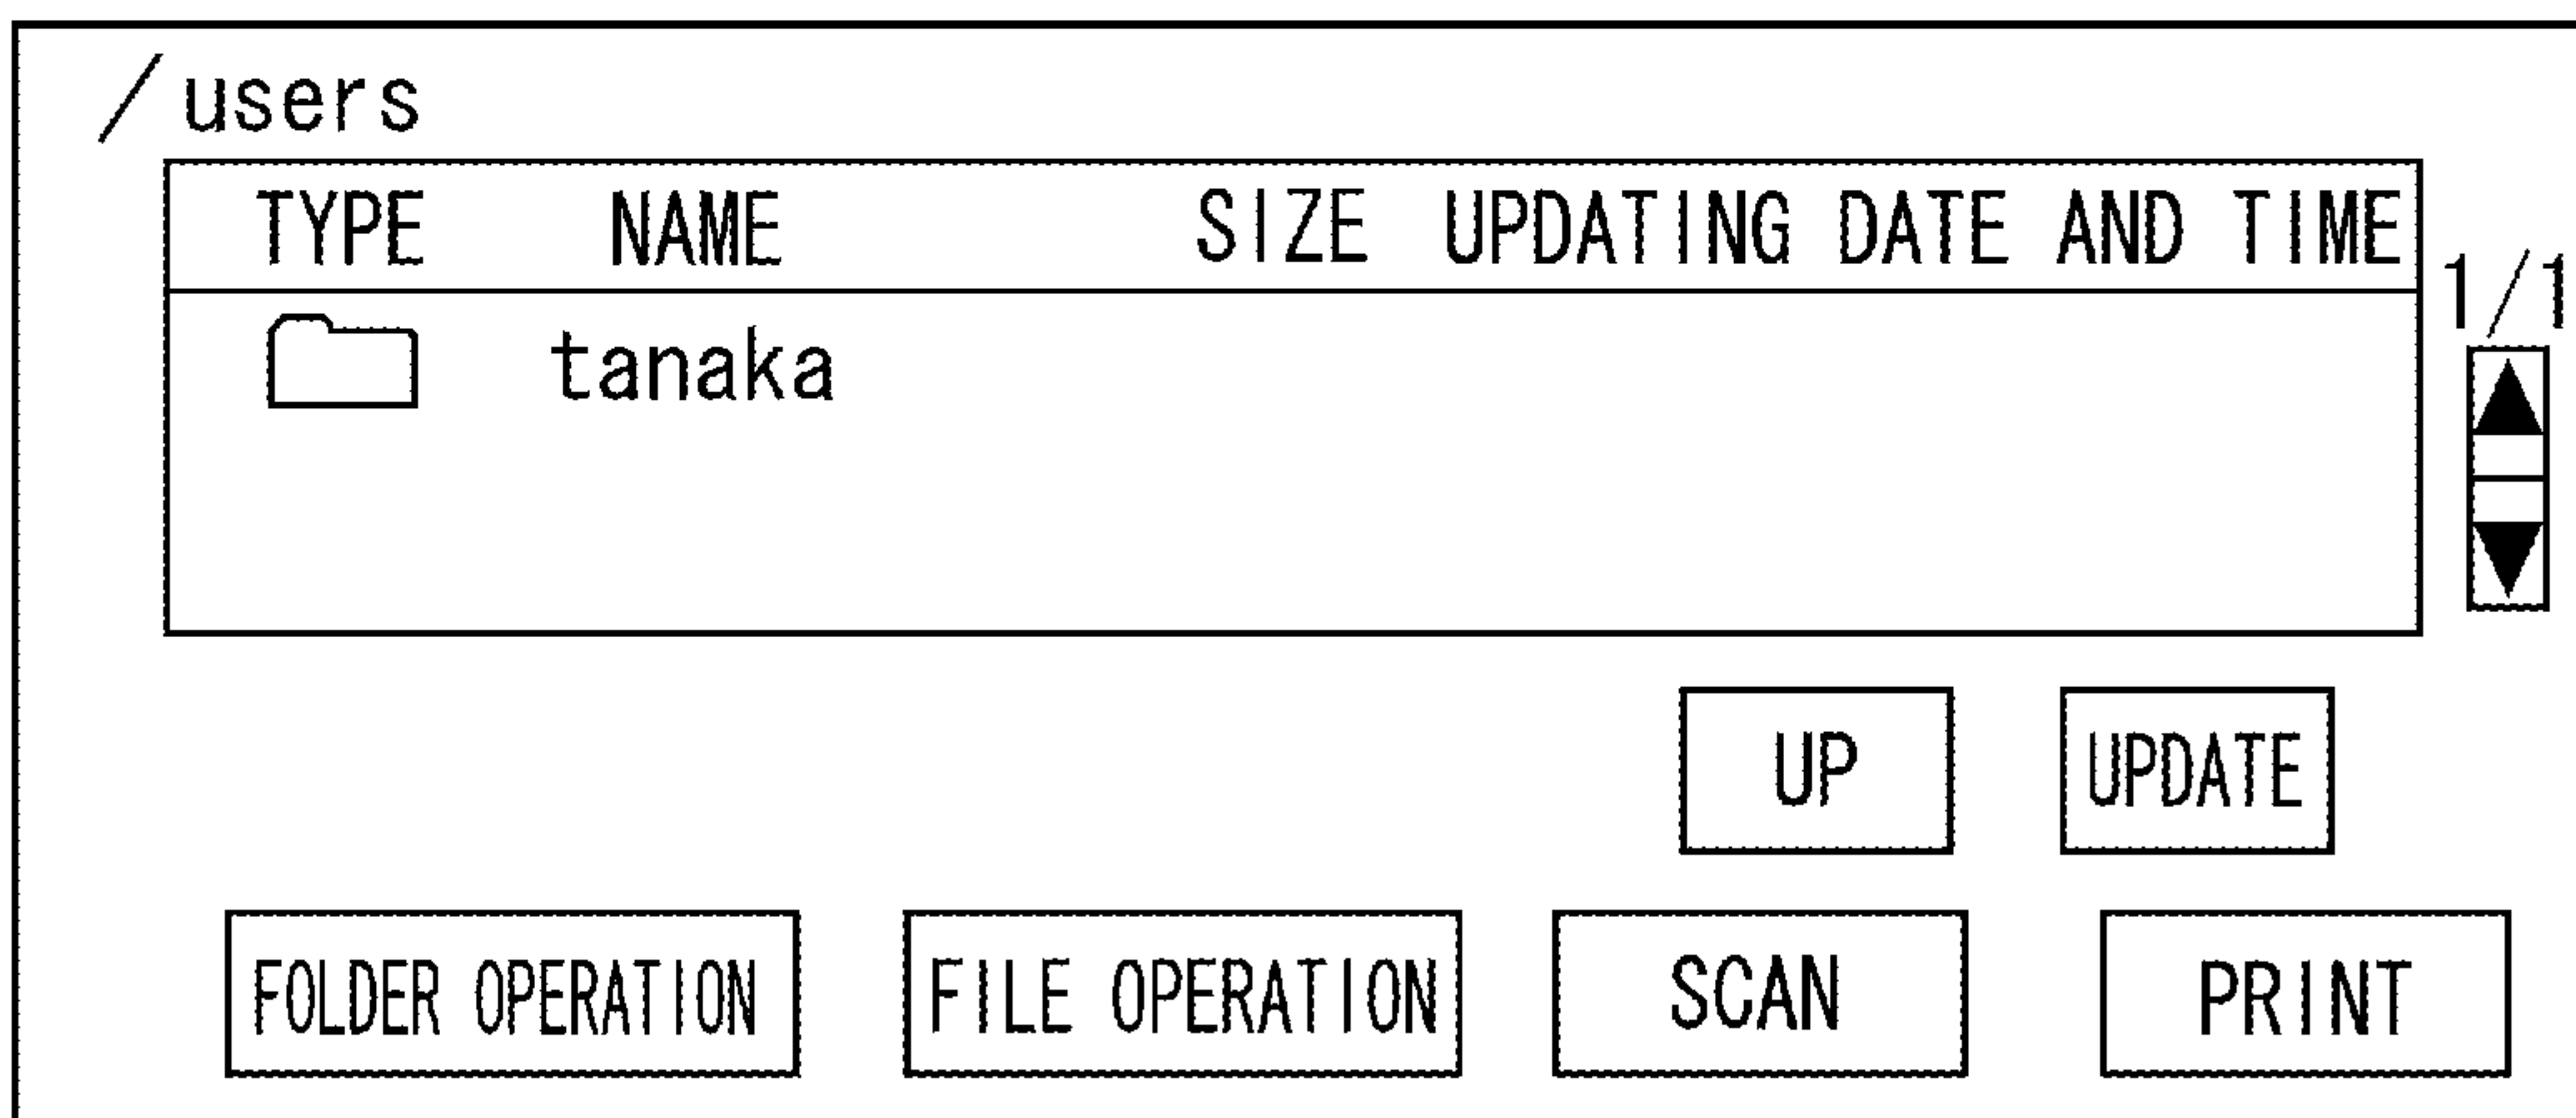 /users
TYPE NAME SIZE UPDATING DATE AND TIME
1/1
tanaka
UP UPDATE
FOLDER OPERATION FILE OPERATION SCAN PRINT